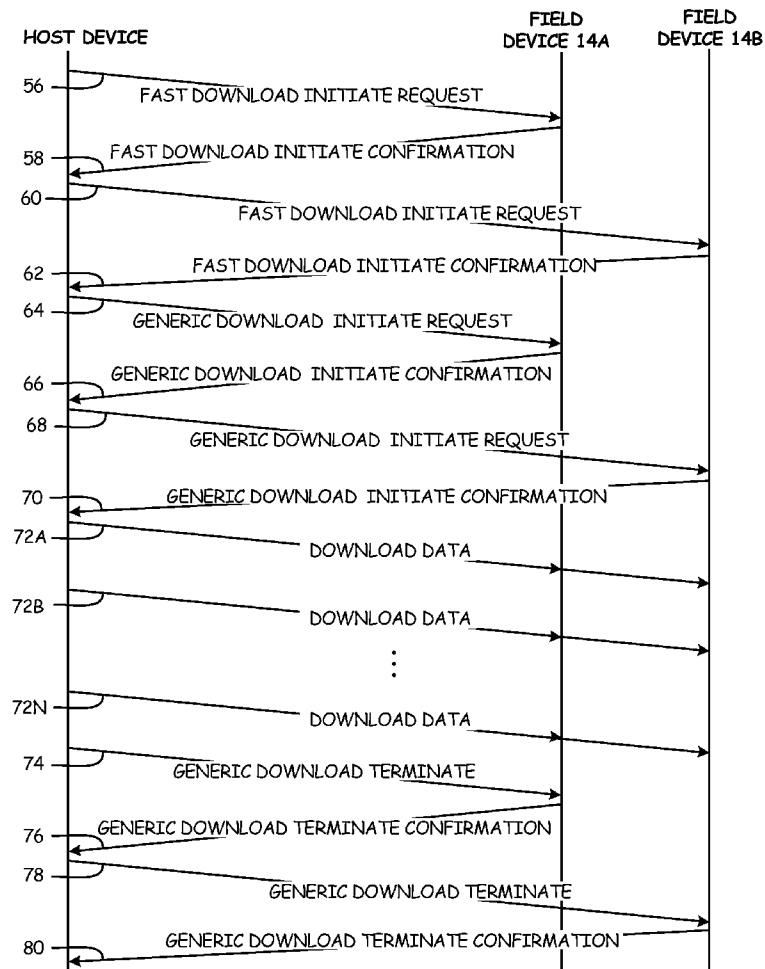 HOST DEVICE
FIELD
DEVICE 14A
FIELD
DEVICE 14B
56
FAST DOWNLOAD INITIATE REQUEST
58
FAST DOWNLOAD INITIATE CONFIRMATION
60
FAST DOWNLOAD INITIATE REQUEST
62
FAST DOWNLOAD INITIATE CONFIRMATION
64
GENERIC DOWNLOAD INITIATE REQUEST
66
GENERIC DOWNLOAD INITIATE CONFIRMATION
68
GENERIC DOWNLOAD INITIATE REQUEST
70
GENERIC DOWNLOAD INITIATE CONFIRMATION
72A
DOWNLOAD DATA
72B
DOWNLOAD DATA
⋮
72N
DOWNLOAD DATA
74
GENERIC DOWNLOAD TERMINATE
76
GENERIC DOWNLOAD TERMINATE CONFIRMATION
78
GENERIC DOWNLOAD TERMINATE
80
GENERIC DOWNLOAD TERMINATE CONFIRMATION